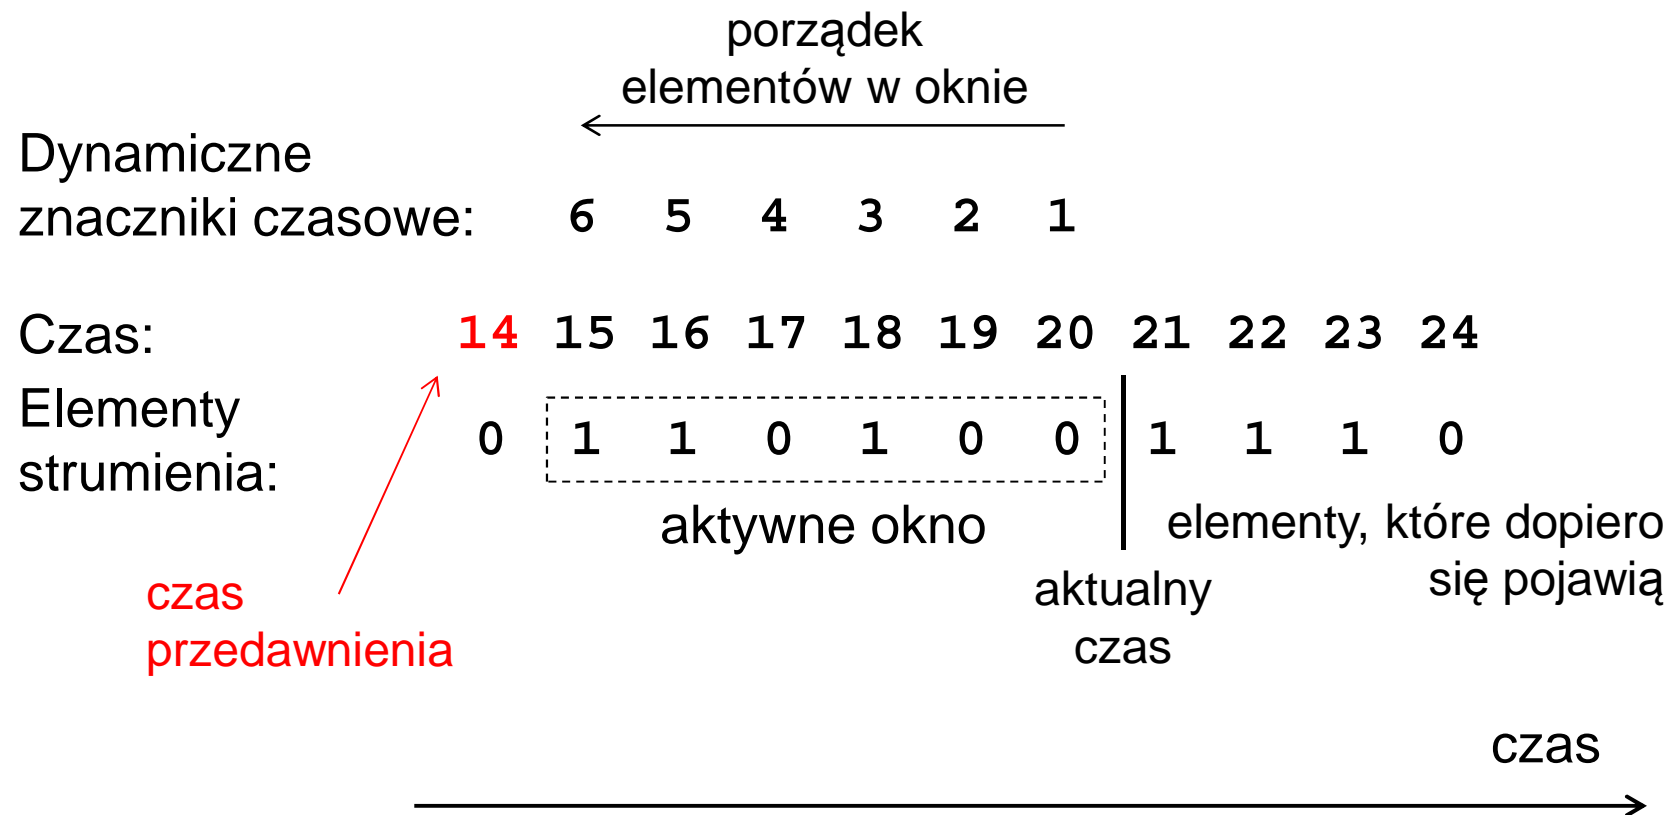 porządek
elementów w oknie
Dynamiczne
znaczniki czasowe: 6 5 4 3 2 1
Czas: 14 15 16 17 18 19 20 21 22 23 24
Elementy
strumienia: 0 1 1 0 1 0 0 1 1 1 0
aktywne okno
elementy, które dopiero
się pojawią
aktualny
czas
czas
przedawnienia
czas